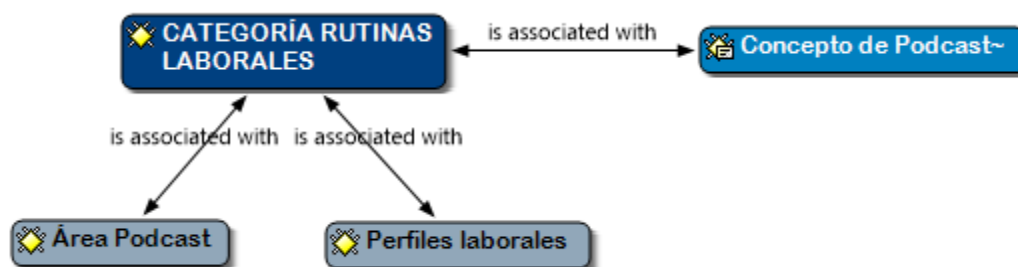 CATEGORÍA RUTINAS
LABORALES
is associated with
Concepto de Podcast~
is associated with
is associated with
Área Podcast
Perfiles laborales